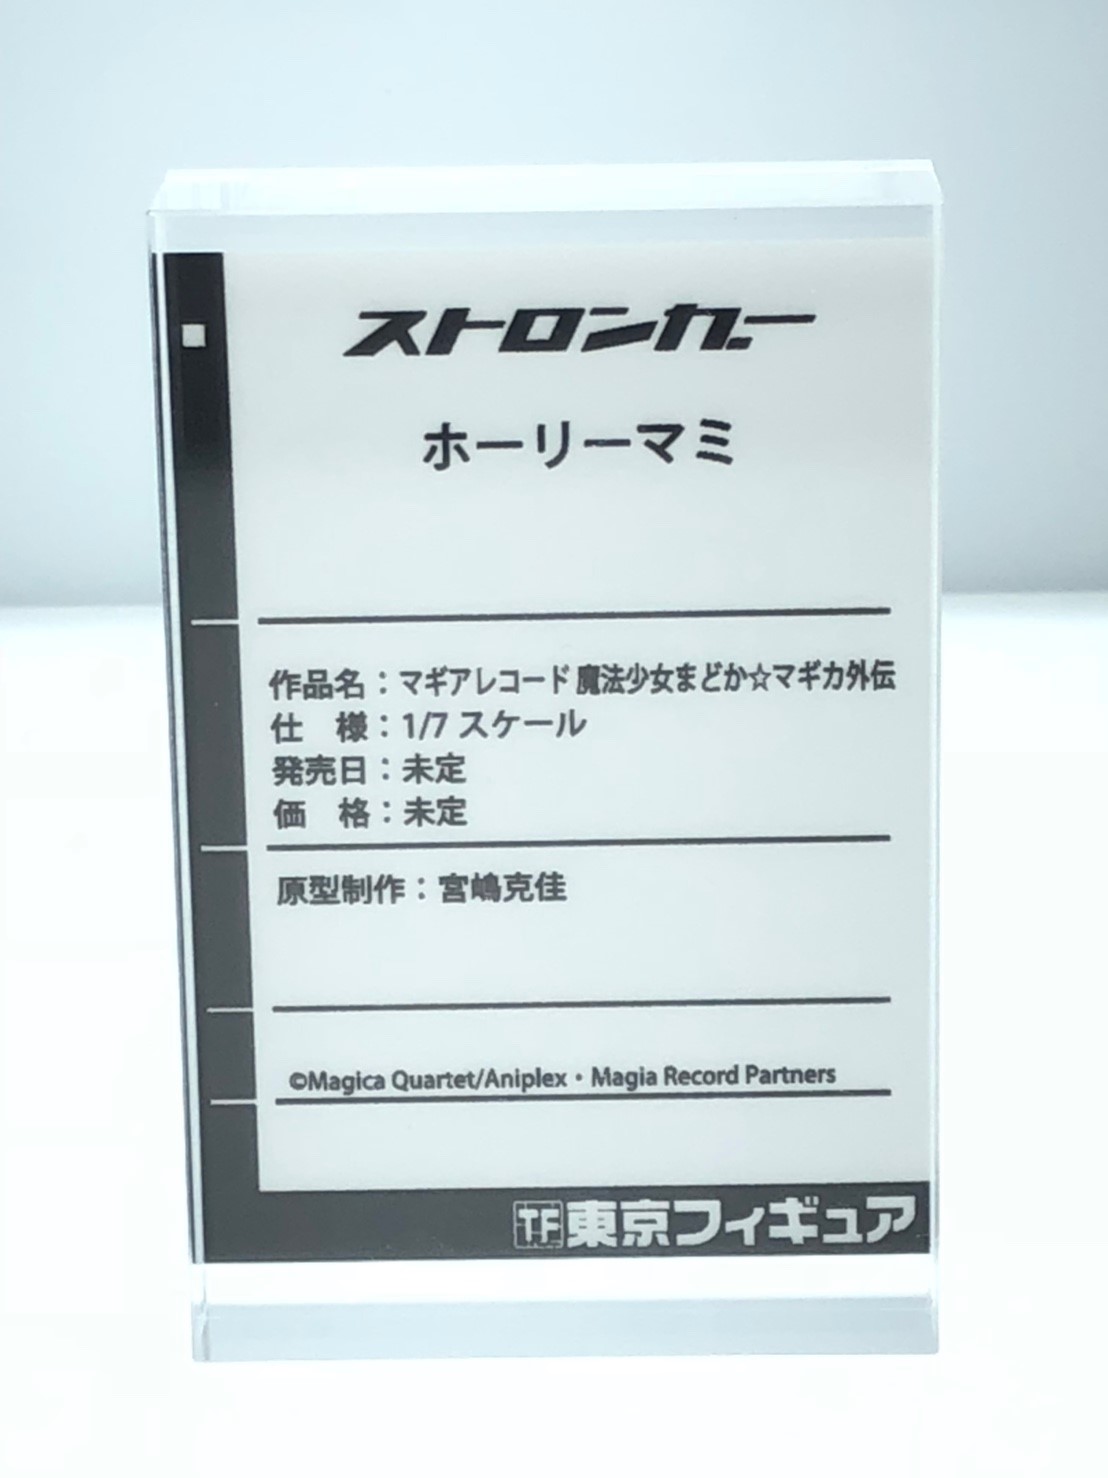 ストロンガー
ホーリーマミ
作品名：マギアレコード 魔法少女まどか☆マギカ外伝
仕　様：1/7 スケール
発売日：未定
価　格：未定
原型制作：宮嶋克佳
©Magica Quartet/Aniplex・Magia Record Partners
TF 東京フィギュア